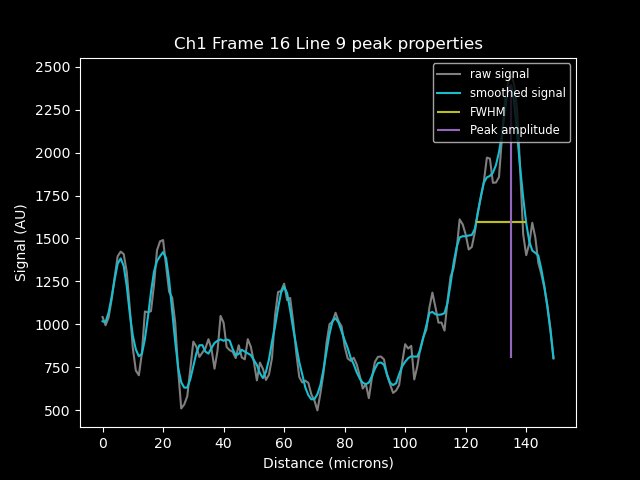 Ch1 Frame 16 Line 9 peak properties
raw signal
smoothed signal
FWHM
Peak amplitude
Signal (AU)
2500
2250
2000
1750
1500
1250
1000
750
500
0 20 40 60 80 100 120 140
Distance (microns)